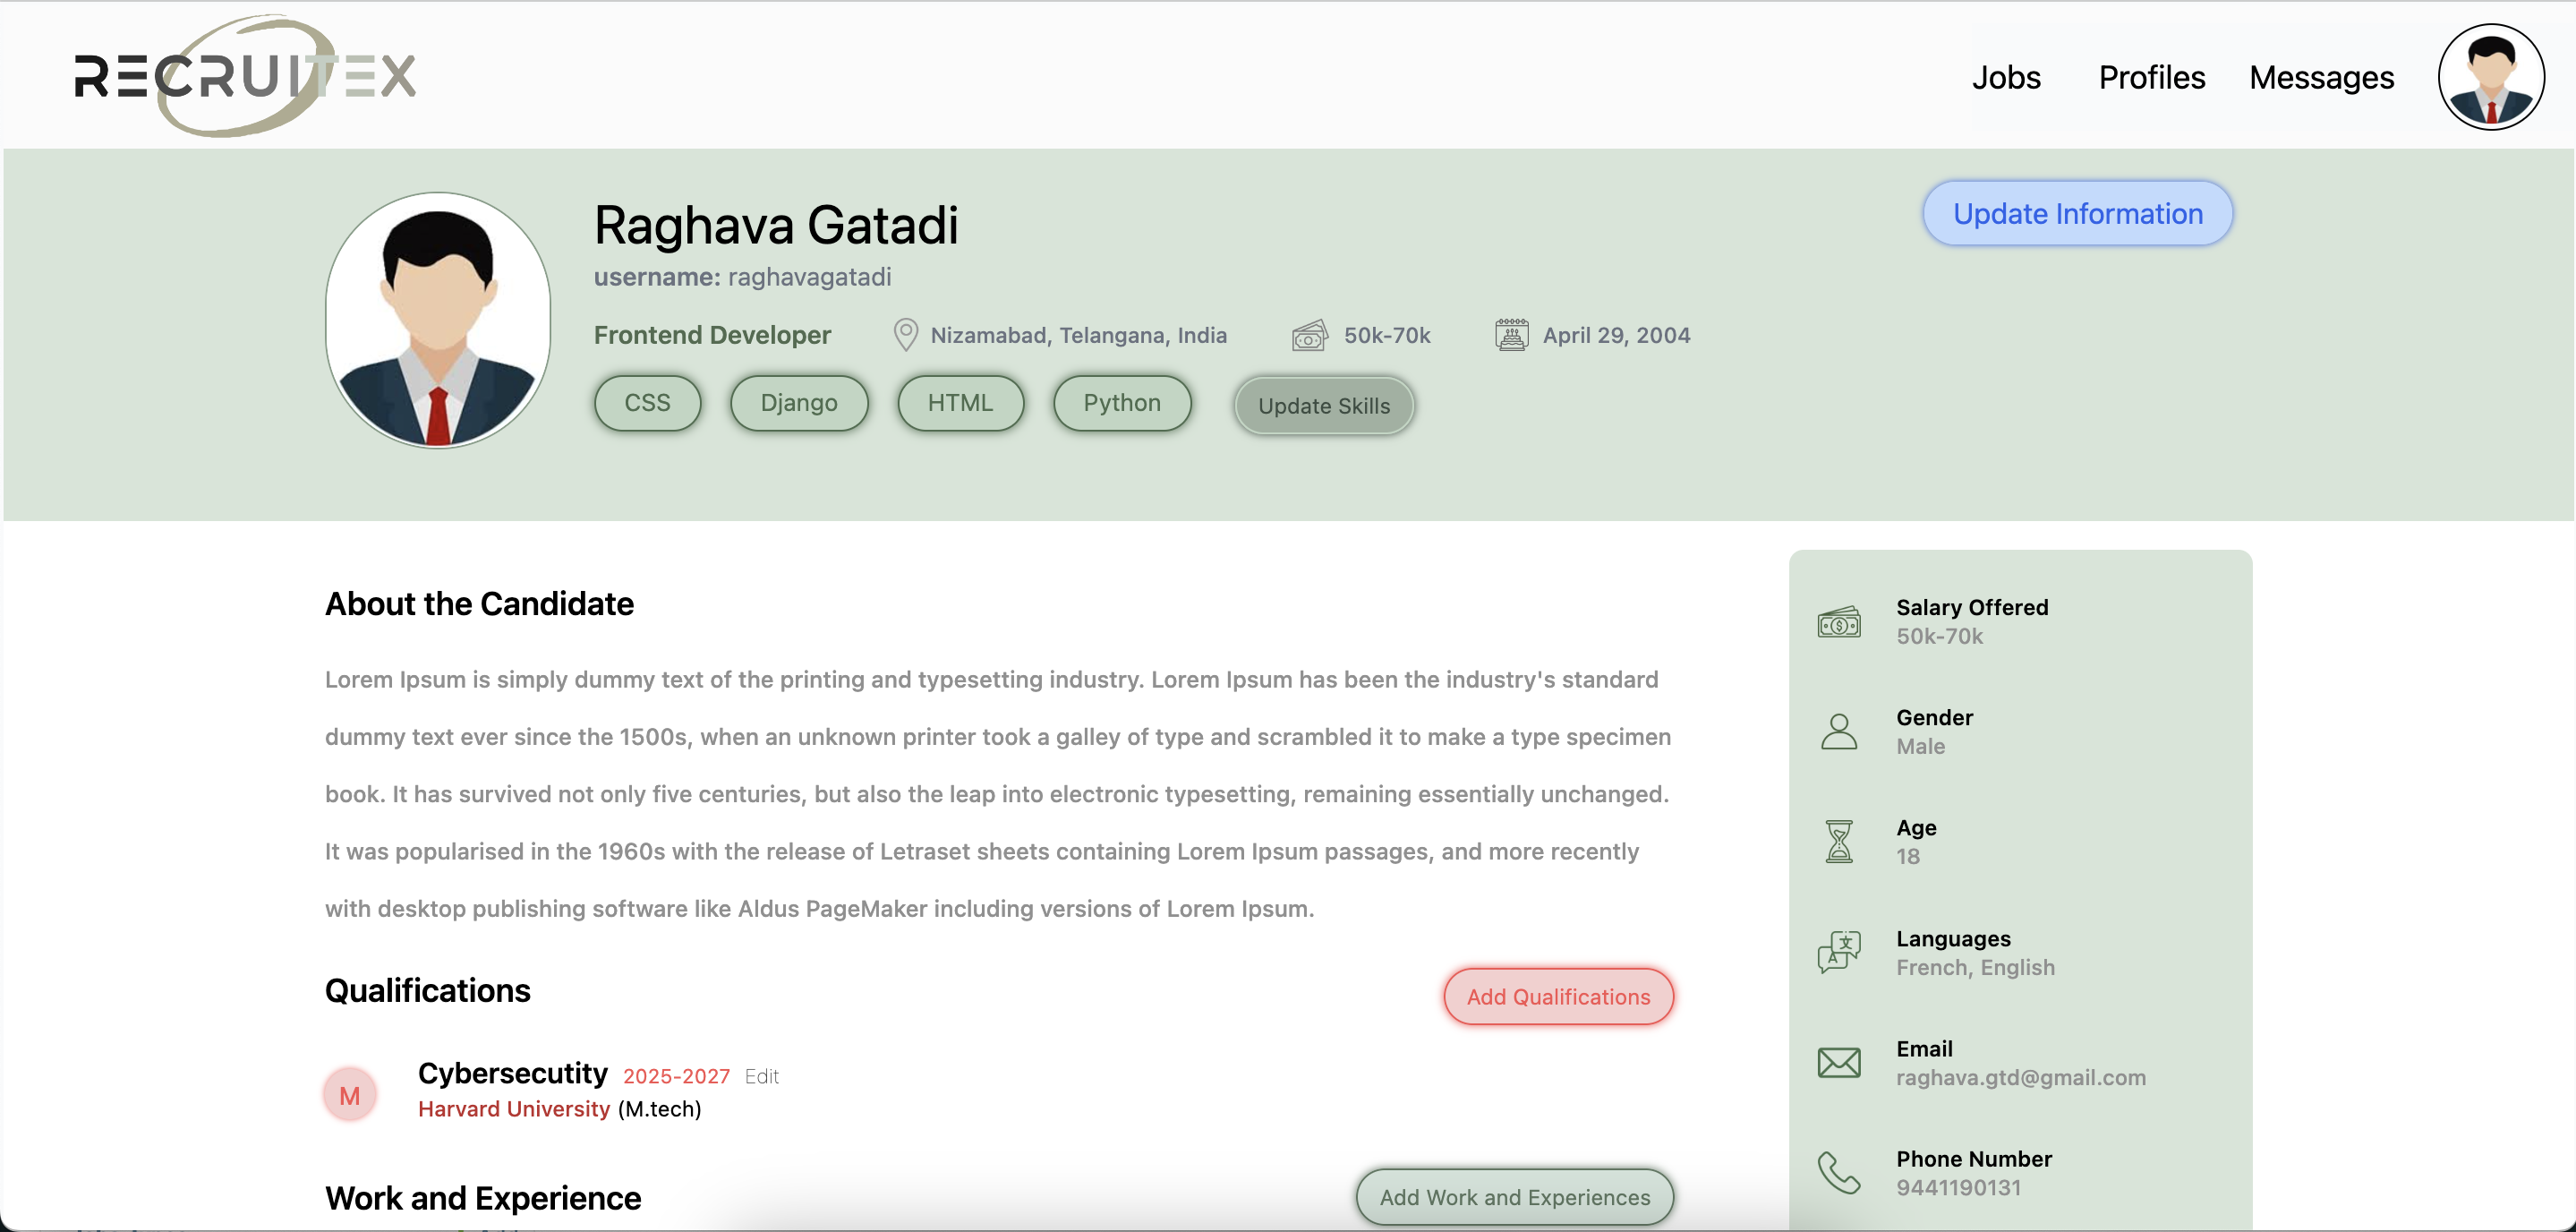 RECRUITEX
Jobs Profiles Messages
Raghava Gatadi
Update Information
username: raghavagatadi
Frontend Developer Nizamabad, Telangana, India 50k-70k April 29, 2004
CSS Django HTML Python Update Skills
About the Candidate
Lorem Ipsum is simply dummy text of the printing and typesetting industry. Lorem Ipsum has been the industry's standard
dummy text ever since the 1500s, when an unknown printer took a galley of type and scrambled it to make a type specimen
book. It has survived not only five centuries, but also the leap into electronic typesetting, remaining essentially unchanged.
It was popularised in the 1960s with the release of Letraset sheets containing Lorem Ipsum passages, and more recently
with desktop publishing software like Aldus PageMaker including versions of Lorem Ipsum.
Qualifications
Add Qualifications
M
Cybersecutity 2025-2027 Edit
Harvard University (M.tech)
Work and Experience
Add Work and Experiences
Salary Offered
50k-70k
Gender
Male
Age
18
Languages
French, English
Email
raghava.gtd@gmail.com
Phone Number
9441190131